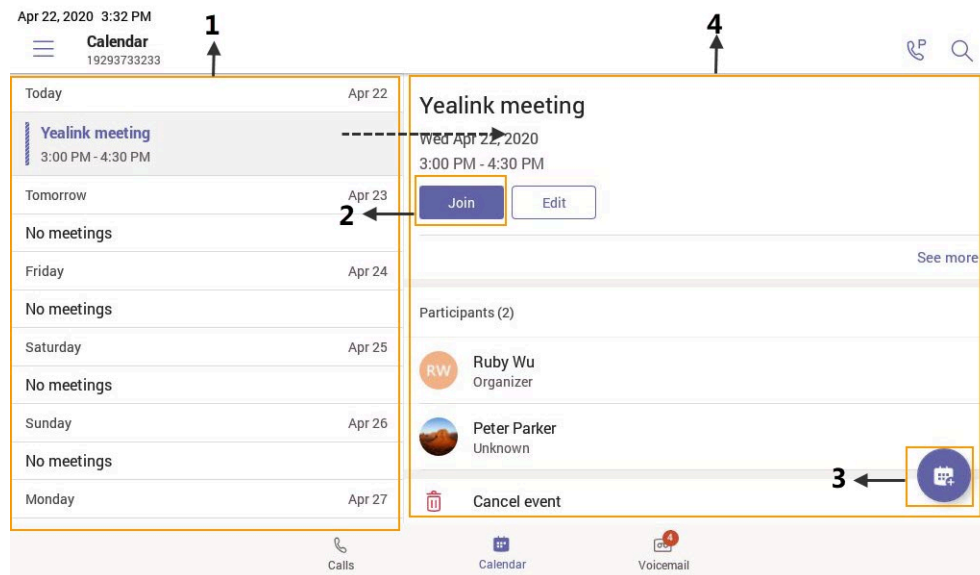 Apr 22, 2020 3:32 PM
1
4
Calendar
19293733233
P
Today Apr 22
Yealink meeting
3:00 PM - 4:30 PM
Tomorrow Apr 23
No meetings
Friday Apr 24
No meetings
Saturday Apr 25
No meetings
Sunday Apr 26
No meetings
Monday Apr 27
Yealink meeting
Wed Apr 22, 2020
3:00 PM - 4:30 PM
2
Join Edit
See more
Participants (2)
RW
Ruby Wu
Organizer
Peter Parker
Unknown
3
Cancel event
Calls
Calendar
4
Voicemail